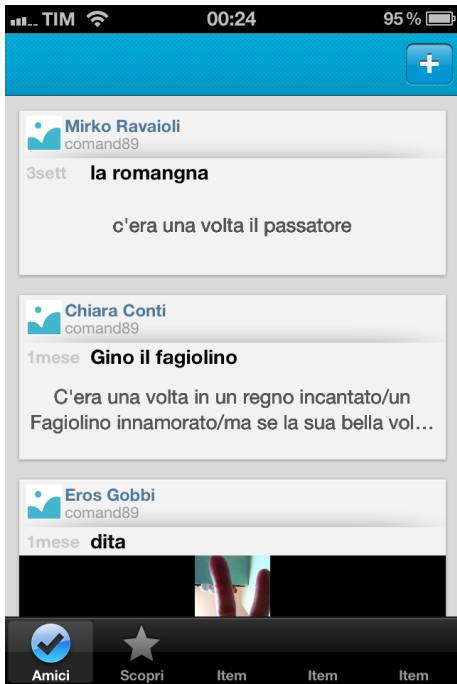 TIM 00:24 95 %
+
Mirko Ravaioli
comand89
3sett la romangna
c'era una volta il passatore
Chiara Conti
comand89
1mese Gino il fagiolino
C'era una volta in un regno incantato/un
Fagiolino innamorato/ma se la sua bella vol...
Eros Gobbi
comand89
1mese dita
Amici Scopri Item Item Item